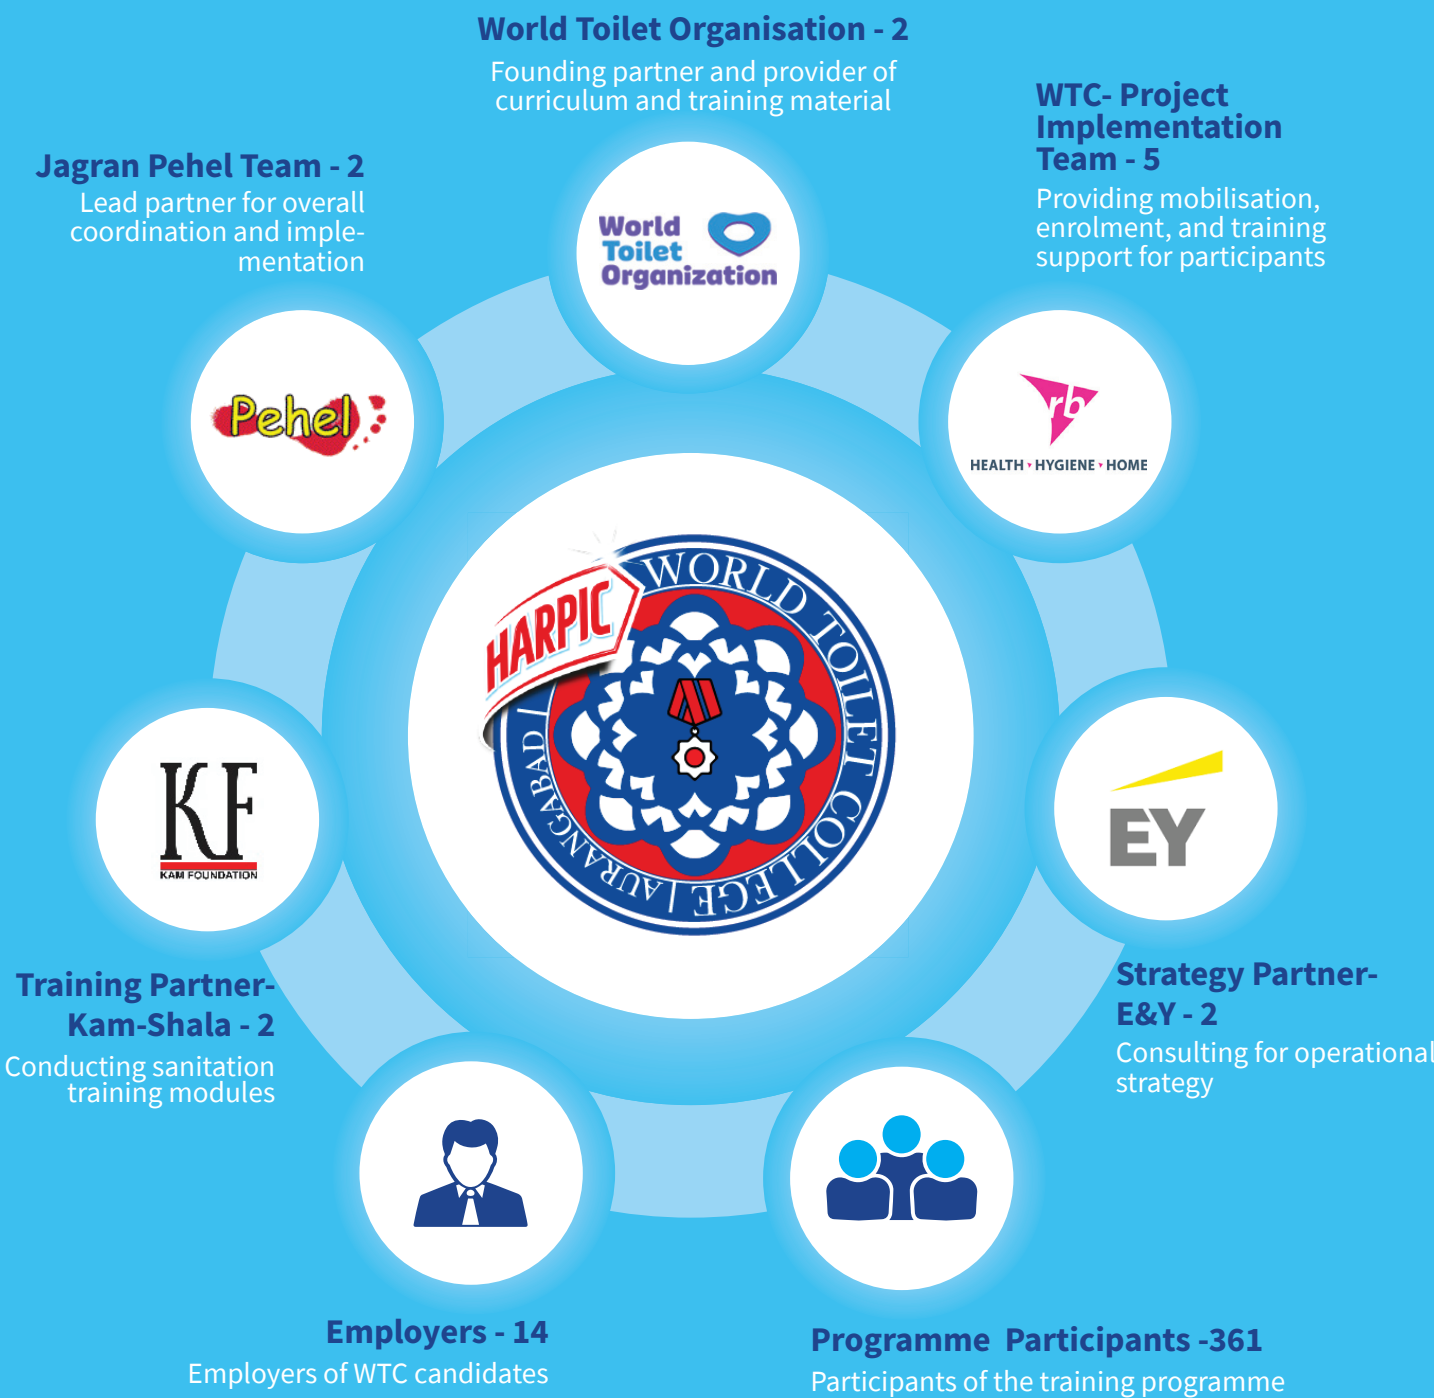 World Toilet Organisation - 2
Founding partner and provider of
curriculum and training material
WTC- Project
Implementation
Team - 5
Providing mobilisation,
enrolment, and training
support for participants
Jagran Pehel Team - 2
Lead partner for overall
coordination and imple-
mentation
World
Toilet
Organization
Pehel
rb
HEALTH • HYGIENE • HOME
HARPIC
WORLD TOILET COLLEGE | AURANGABAD |
KF
KAM FOUNDATION
EY
Training Partner-
Kam-Shala - 2
Conducting sanitation
training modules
Strategy Partner-
E&Y - 2
Consulting for operational
strategy
Employers - 14
Employers of WTC candidates
Programme Participants -361
Participants of the training programme